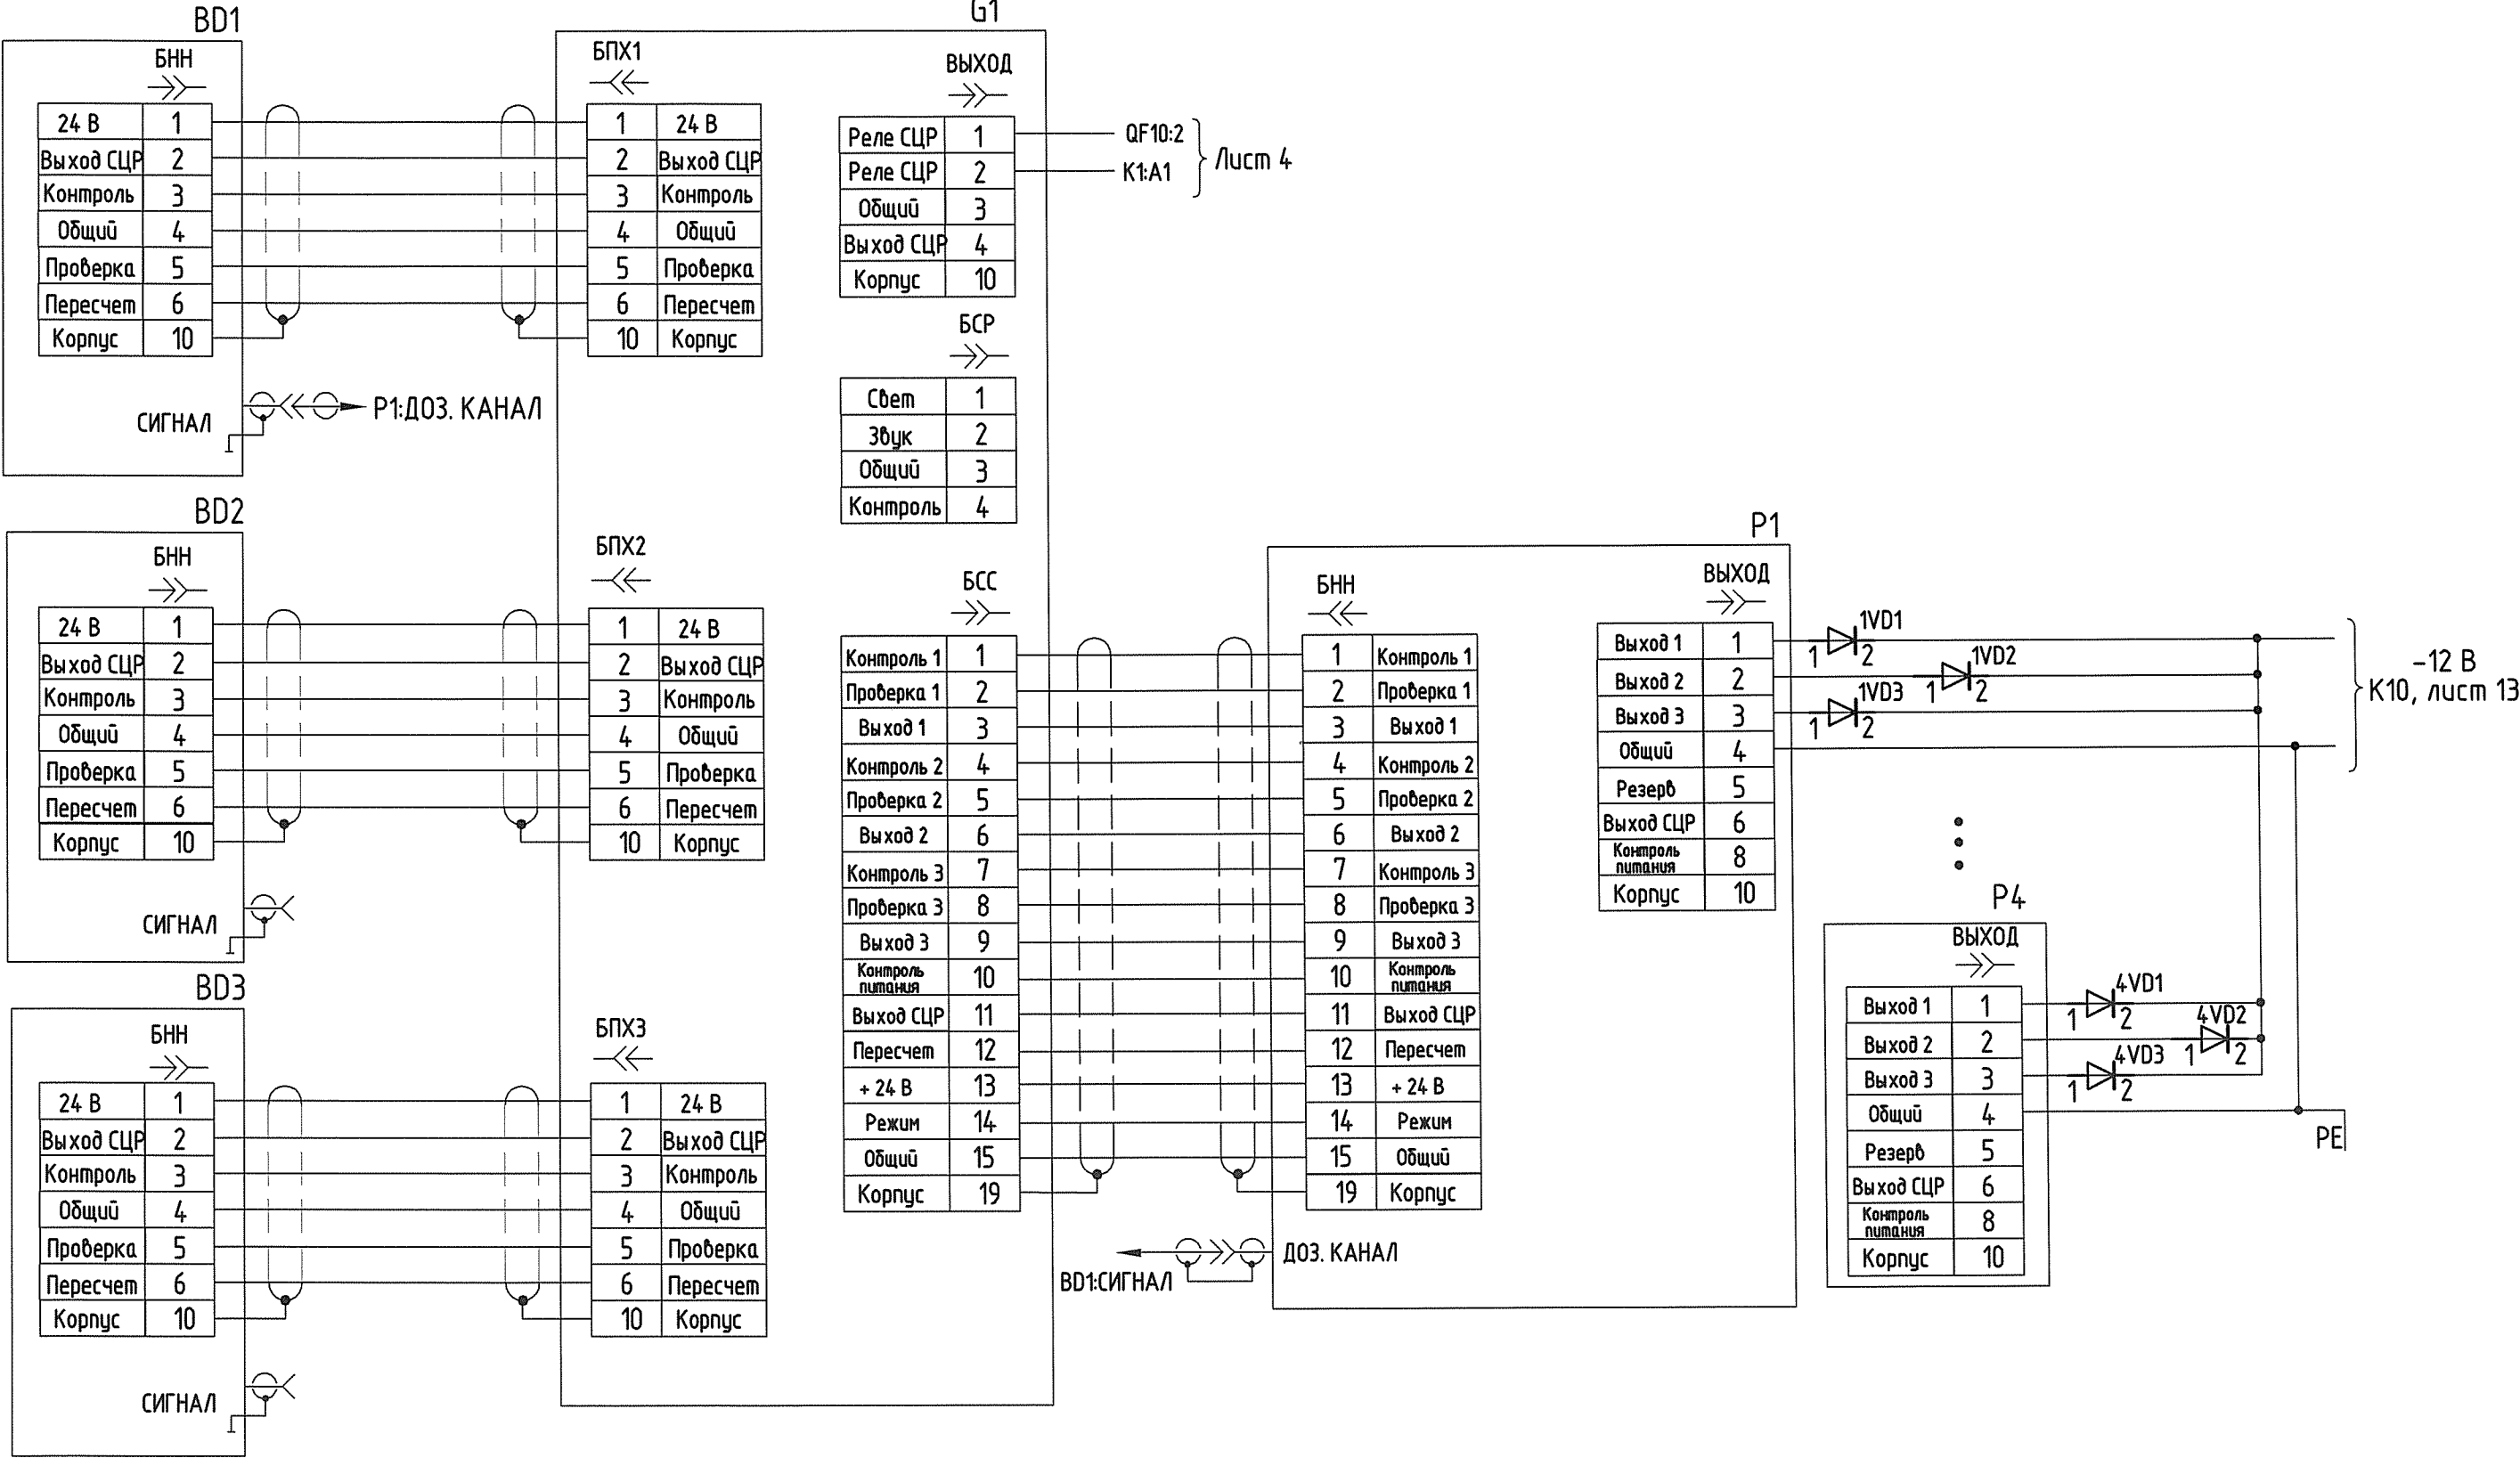 BD1
БНН
24 В 1
Выход СЦР 2
Контроль 3
Общий 4
Проверка 5
Пересчет 6
Корпус 10
СИГНАЛ
P1:ДОЗ. КАНАЛ
BD2
БНН
24 В 1
Выход СЦР 2
Контроль 3
Общий 4
Проверка 5
Пересчет 6
Корпус 10
СИГНАЛ
BD3
БНН
24 В 1
Выход СЦР 2
Контроль 3
Общий 4
Проверка 5
Пересчет 6
Корпус 10
СИГНАЛ
G1
БПХ1
1 24 В
2 Выход СЦР
3 Контроль
4 Общий
5 Проверка
6 Пересчет
10 Корпус
БПХ2
1 24 В
2 Выход СЦР
3 Контроль
4 Общий
5 Проверка
6 Пересчет
10 Корпус
БПХ3
1 24 В
2 Выход СЦР
3 Контроль
4 Общий
5 Проверка
6 Пересчет
10 Корпус
ВЫХОД
Реле СЦР 1
Реле СЦР 2
Общий 3
Выход СЦР 4
Корпус 10
QF10:2
K1:A1
Лист 4
БСР
Свет 1
Звук 2
Общий 3
Контроль 4
БСС
Контроль 1 1
Проверка 1 2
Выход 1 3
Контроль 2 4
Проверка 2 5
Выход 2 6
Контроль 3 7
Проверка 3 8
Выход 3 9
Контроль
питания 10
Выход СЦР 11
Пересчет 12
+ 24 В 13
Режим 14
Общий 15
Корпус 19
P1
БНН
1 Контроль 1
2 Проверка 1
3 Выход 1
4 Контроль 2
5 Проверка 2
6 Выход 2
7 Контроль 3
8 Проверка 3
9 Выход 3
10 Контроль
питания
11 Выход СЦР
12 Пересчет
13 + 24 В
14 Режим
15 Общий
19 Корпус
ДОЗ. КАНАЛ
BD1:СИГНАЛ
ВЫХОД
Выход 1 1
Выход 2 2
Выход 3 3
Общий 4
Резерв 5
Выход СЦР 6
Контроль
питания 8
Корпус 10
1VD1
1 2
1VD2
1 2
1VD3
1 2
-12 В
K10, лист 13
P4
ВЫХОД
Выход 1 1
Выход 2 2
Выход 3 3
Общий 4
Резерв 5
Выход СЦР 6
Контроль
питания 8
Корпус 10
4VD1
1 2
4VD2
1 2
4VD3
1 2
PE